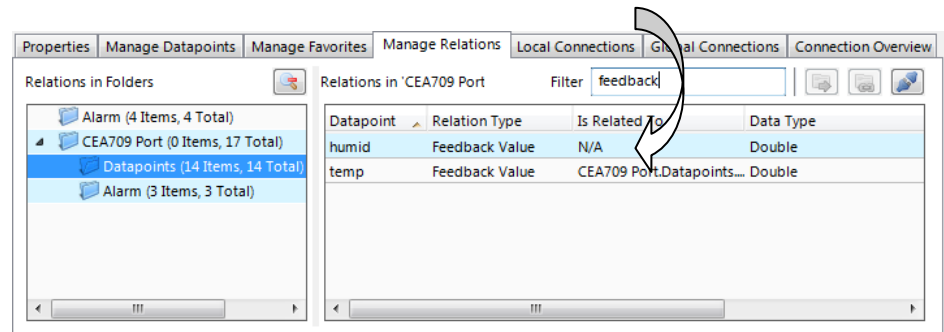 Properties Manage Datapoints Manage Favorites Manage Relations Local Connections Global Connections Connection Overview
Relations in Folders
Relations in 'CEA709 Port Filter feedback
Alarm (4 Items, 4 Total)
CEA709 Port (0 Items, 17 Total)
Datapoints (14 Items, 14 Total)
Alarm (3 Items, 3 Total)
Datapoint Relation Type Is Related To Data Type
humid Feedback Value N/A Double
temp Feedback Value CEA709 Port.Datapoints.... Double